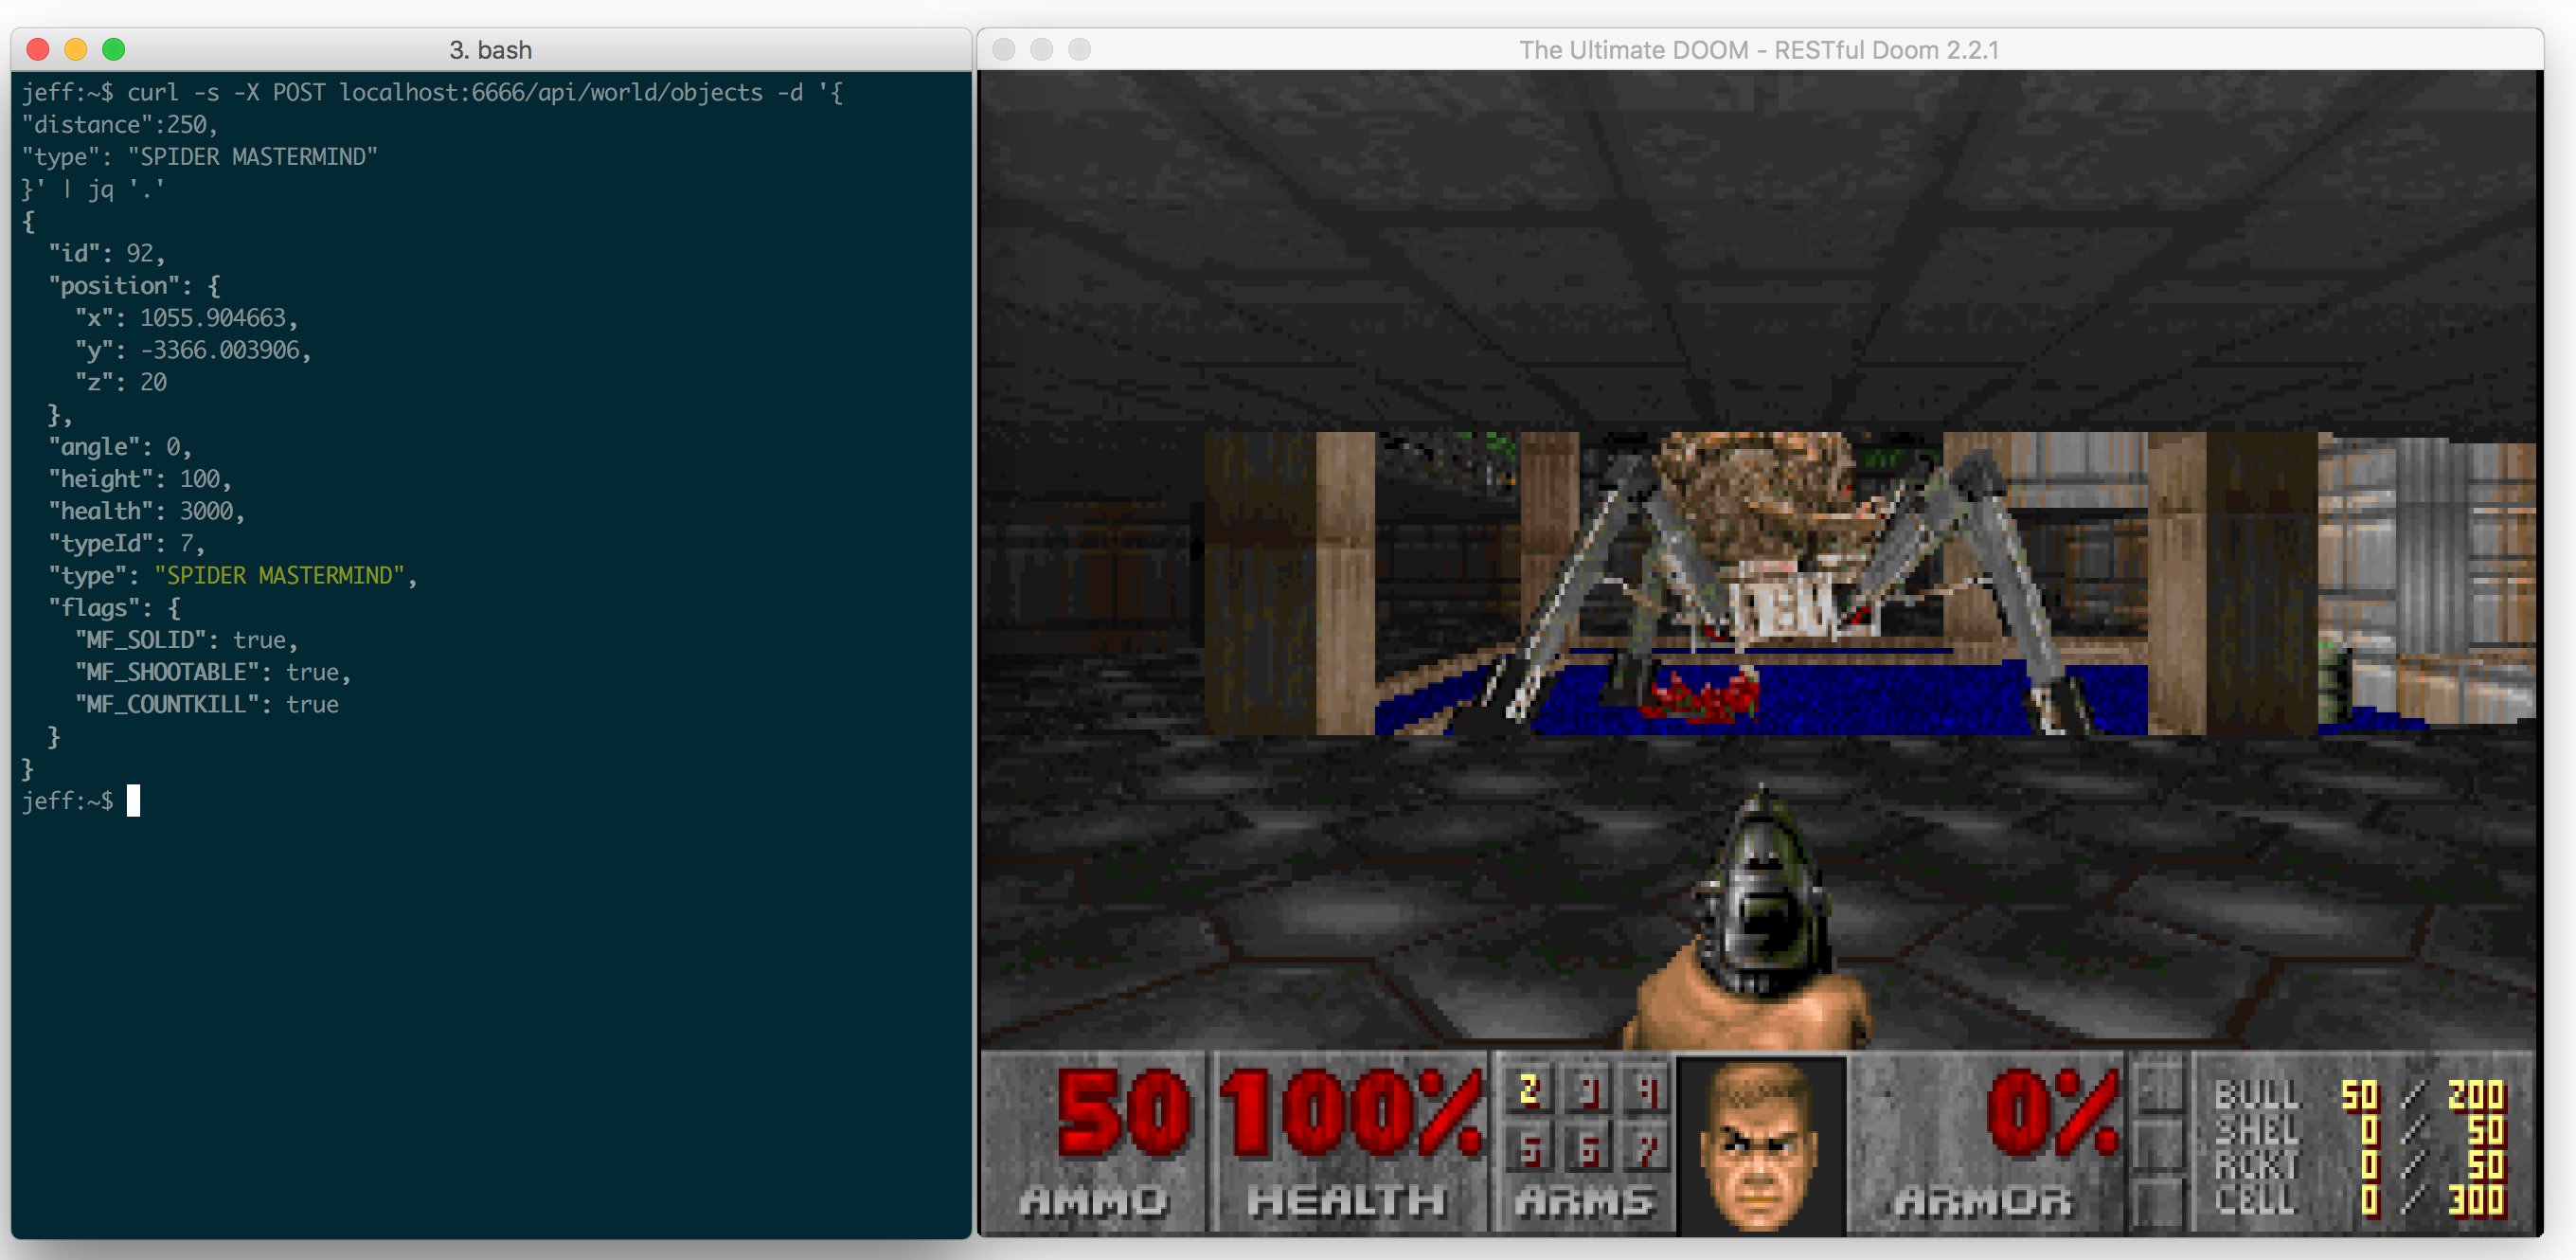 3. bash
jeff:~$ curl -s -X POST localhost:6666/api/world/objects -d '{
"distance":250,
"type": "SPIDER MASTERMIND"
}' | jq '.'
{
  "id": 92,
  "position": {
    "x": 1055.904663,
    "y": -3366.003906,
    "z": 20
  },
  "angle": 0,
  "height": 100,
  "health": 3000,
  "typeId": 7,
  "type": "SPIDER MASTERMIND",
  "flags": {
    "MF_SOLID": true,
    "MF_SHOOTABLE": true,
    "MF_COUNTKILL": true
  }
}
jeff:~$
The Ultimate DOOM - RESTful Doom 2.2.1
50 100% 2 3 4 0%
5 6 7
AMMO HEALTH ARMS ARMOR
BULL 50 / 200
SHEL 0 / 50
RCKT 0 / 50
CELL 0 / 300